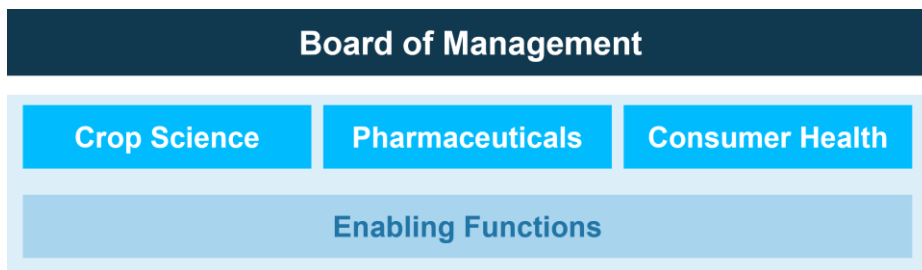 Board of Management
Crop Science
Pharmaceuticals
Consumer Health
Enabling Functions